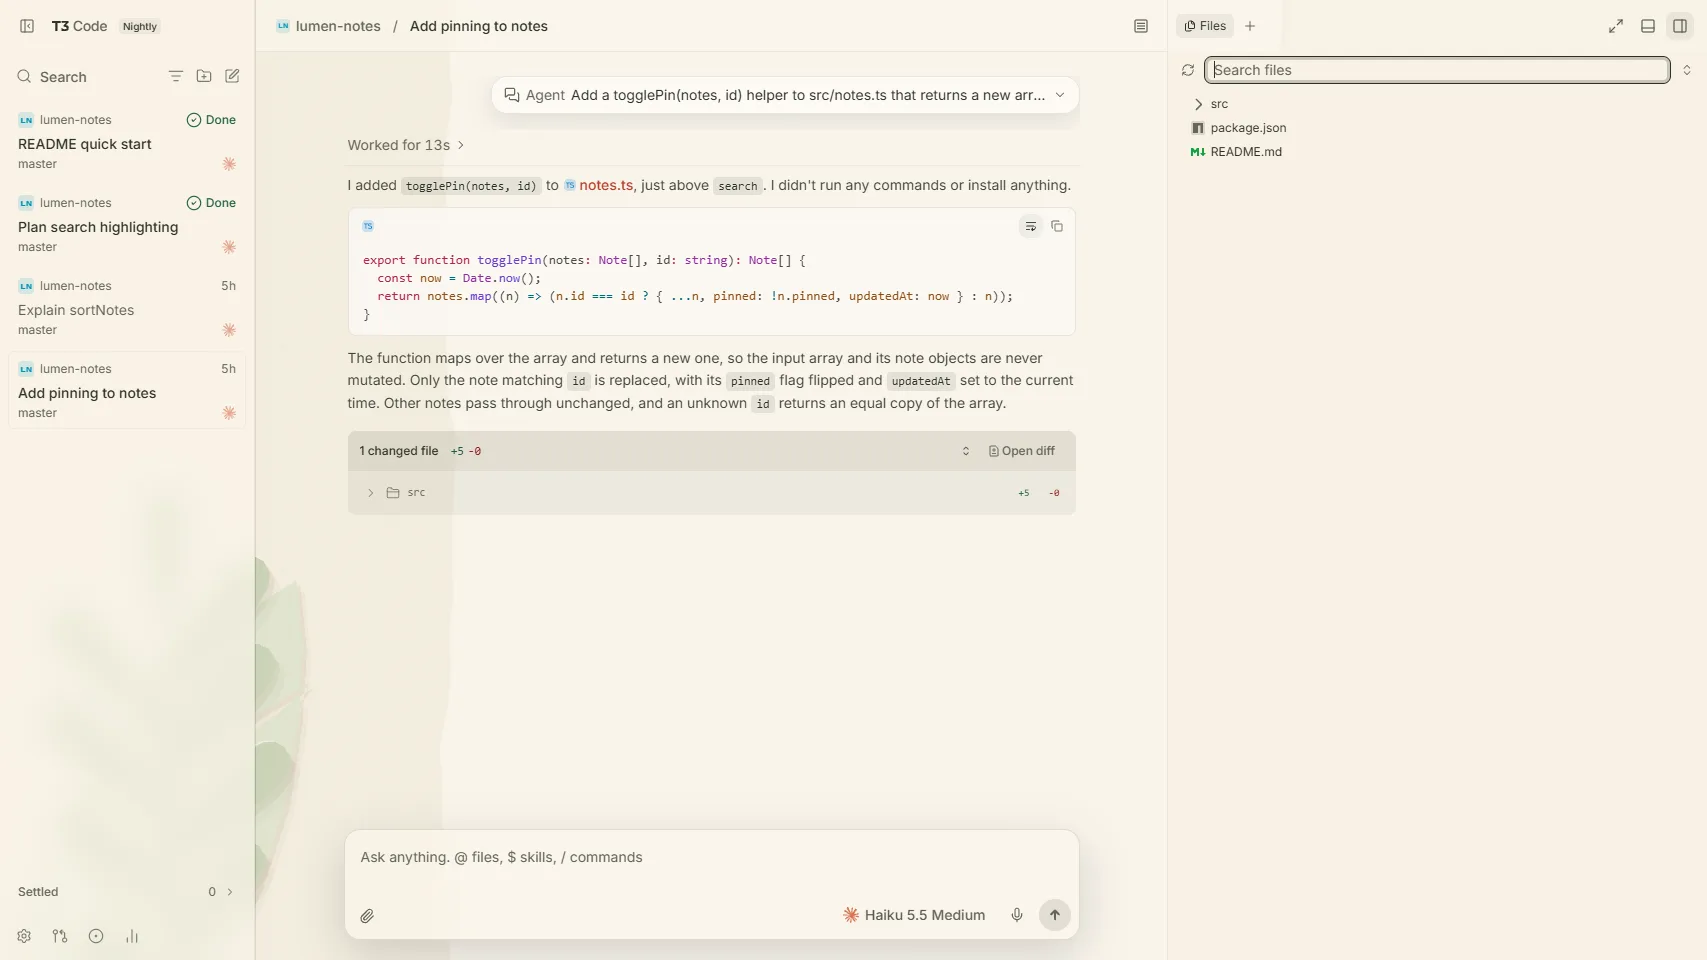 T3 Code Nightly
Search
LN lumen-notes Done
README quick start
master
LN lumen-notes Done
Plan search highlighting
master
LN lumen-notes 5h
Explain sortNotes
master
LN lumen-notes 5h
Add pinning to notes
master
Settled 0
LN lumen-notes / Add pinning to notes
Agent Add a togglePin(notes, id) helper to src/notes.ts that returns a new arr...
Worked for 13s
I added togglePin(notes, id) to TS notes.ts, just above search. I didn't run any commands or install anything.
TS
export function togglePin(notes: Note[], id: string): Note[] {
  const now = Date.now();
  return notes.map((n) => (n.id === id ? { ...n, pinned: !n.pinned, updatedAt: now } : n));
}
The function maps over the array and returns a new one, so the input array and its note objects are never
mutated. Only the note matching id is replaced, with its pinned flag flipped and updatedAt set to the current
time. Other notes pass through unchanged, and an unknown id returns an equal copy of the array.
1 changed file +5 -0 Open diff
src +5 -0
Ask anything. @ files, $ skills, / commands
Haiku 5.5 Medium
Files
Search files
src
package.json
M↓ README.md